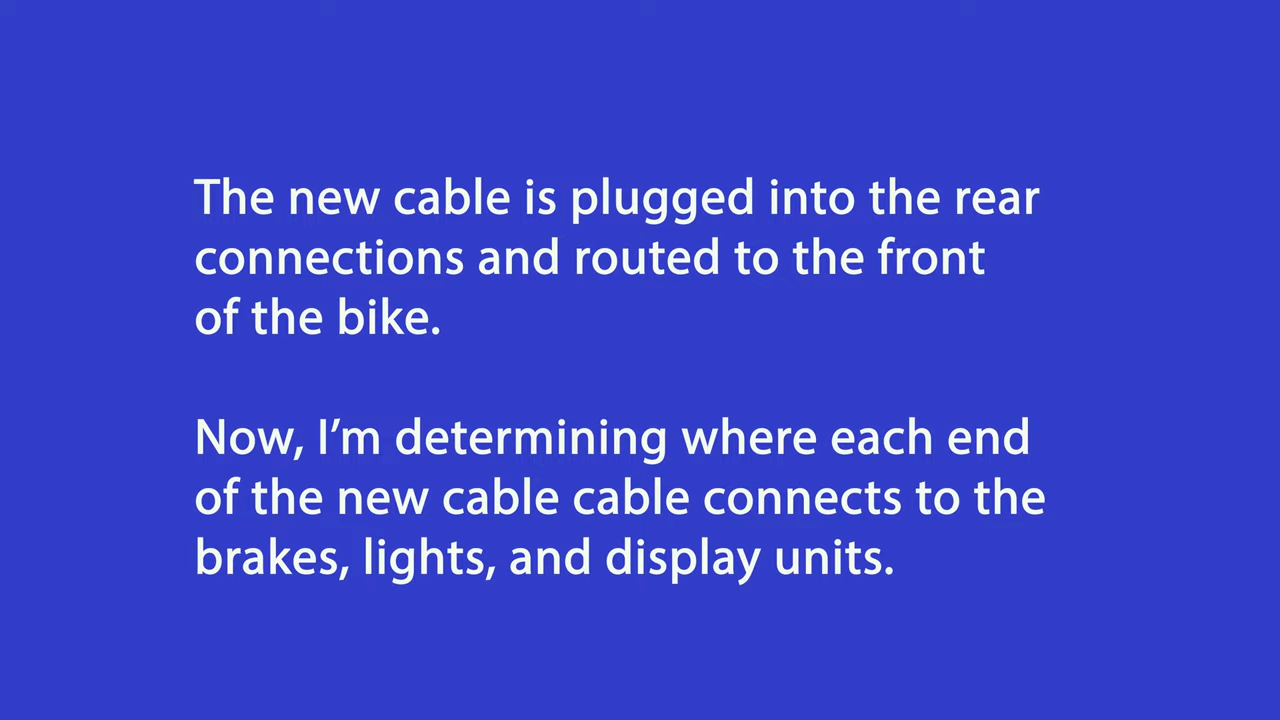 The new cable is plugged into the rear
connections and routed to the front
of the bike.
Now, I’m determining where each end
of the new cable cable connects to the
brakes, lights, and display units.